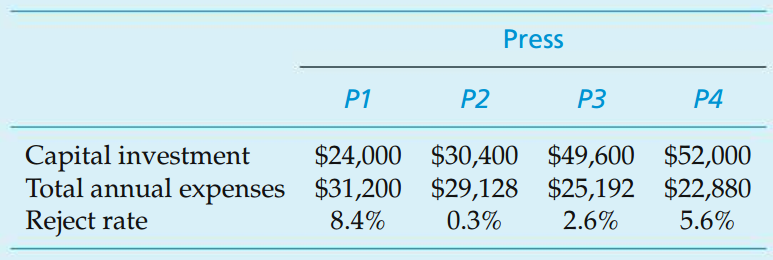 Press
P1 P2 P3 P4
Capital investment $24,000 $30,400 $49,600 $52,000
Total annual expenses $31,200 $29,128 $25,192 $22,880
Reject rate 8.4% 0.3% 2.6% 5.6%